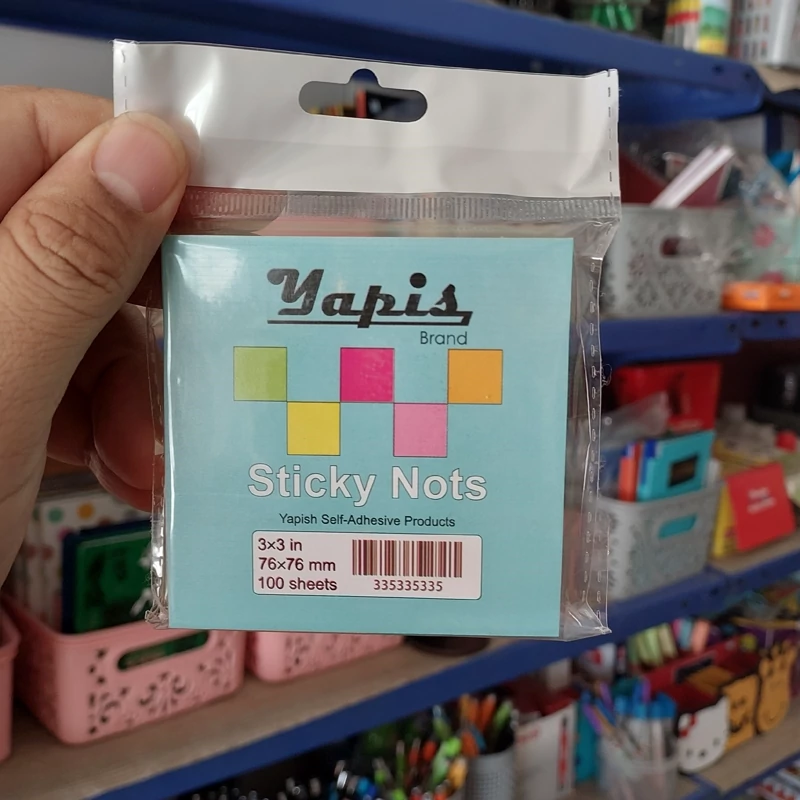 Yapis
Brand
Sticky Nots
Yapish Self-Adhesive Products
3×3 in
76×76 mm
100 sheets
335335335